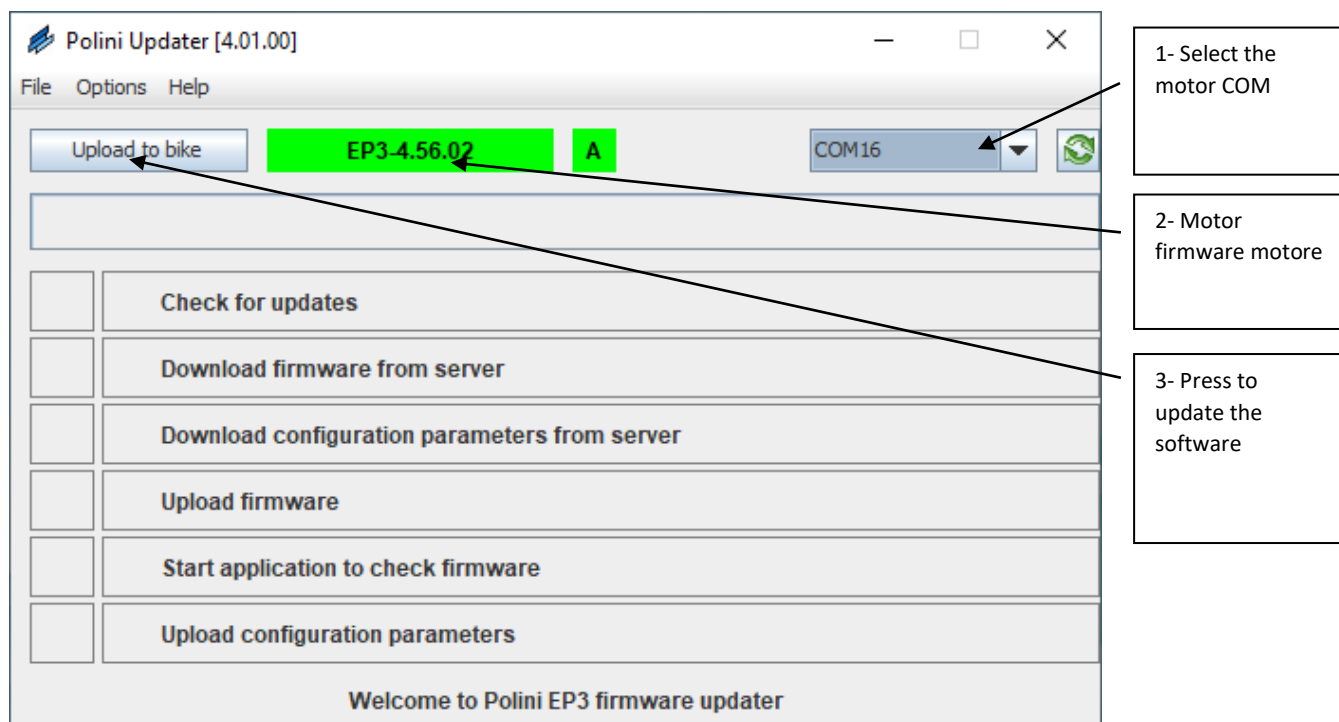 Polini Updater [4.01.00]
File Options Help
Upload to bike
EP3-4.56.02
A
COM16
Check for updates
Download firmware from server
Download configuration parameters from server
Upload firmware
Start application to check firmware
Upload configuration parameters
Welcome to Polini EP3 firmware updater
1- Select the
motor COM
2- Motor
firmware motore
3- Press to
update the
software